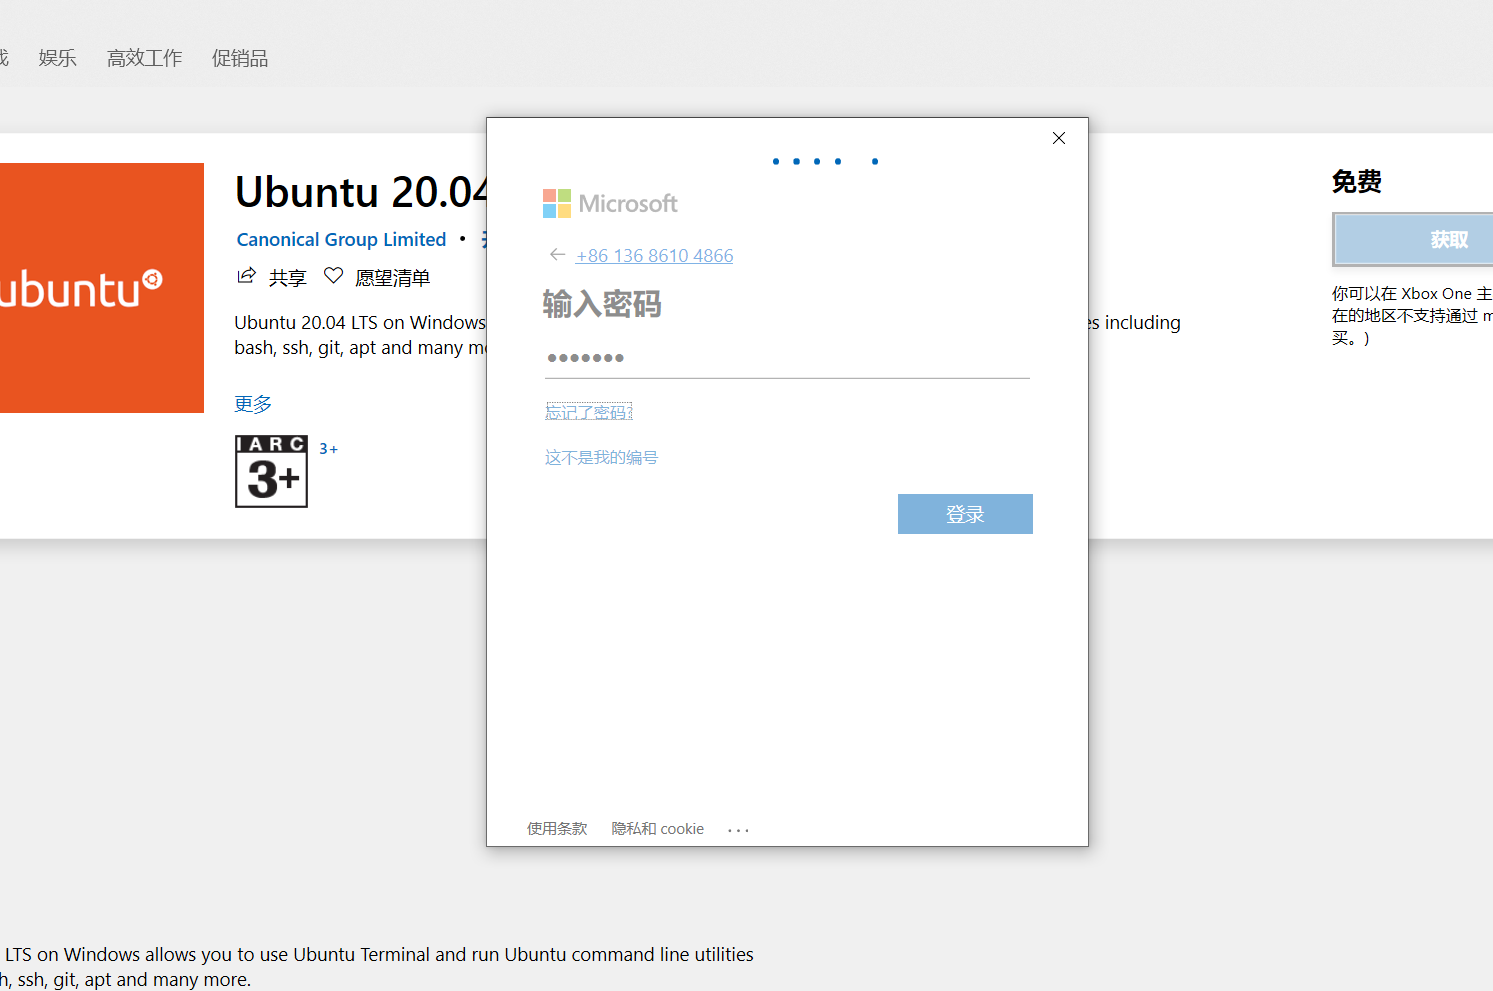 娱乐 高效工作 促销品
Ubuntu 20.04
Canonical Group Limited •
共享 愿望清单
Ubuntu 20.04 LTS on Windows
bash, ssh, git, apt and many
更多
IARC
3+
3+
ubuntu
Microsoft
+86 136 8610 4866
输入密码
•••••••
忘记了密码?
这不是我的编号
登录
使用条款 隐私和 cookie ...
including
免费
获取
你可以在 Xbox One 主
在的地区不支持通过 m
买。)
LTS on Windows allows you to use Ubuntu Terminal and run Ubuntu command line utilities
ssh, git, apt and many more.